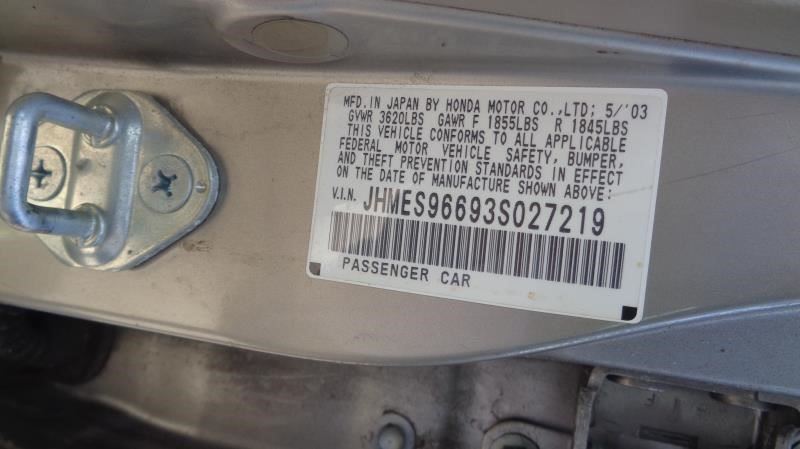 MFD. IN JAPAN BY HONDA MOTOR CO.,LTD; 5/'03
GVWR 3620LBS GAWR F 1855LBS R 1845LBS
THIS VEHICLE CONFORMS TO ALL APPLICABLE
FEDERAL MOTOR VEHICLE SAFETY, BUMPER,
AND THEFT PREVENTION STANDARDS IN EFFECT
ON THE DATE OF MANUFACTURE SHOWN ABOVE:
V.I.N. JHMES96693S027219
PASSENGER CAR